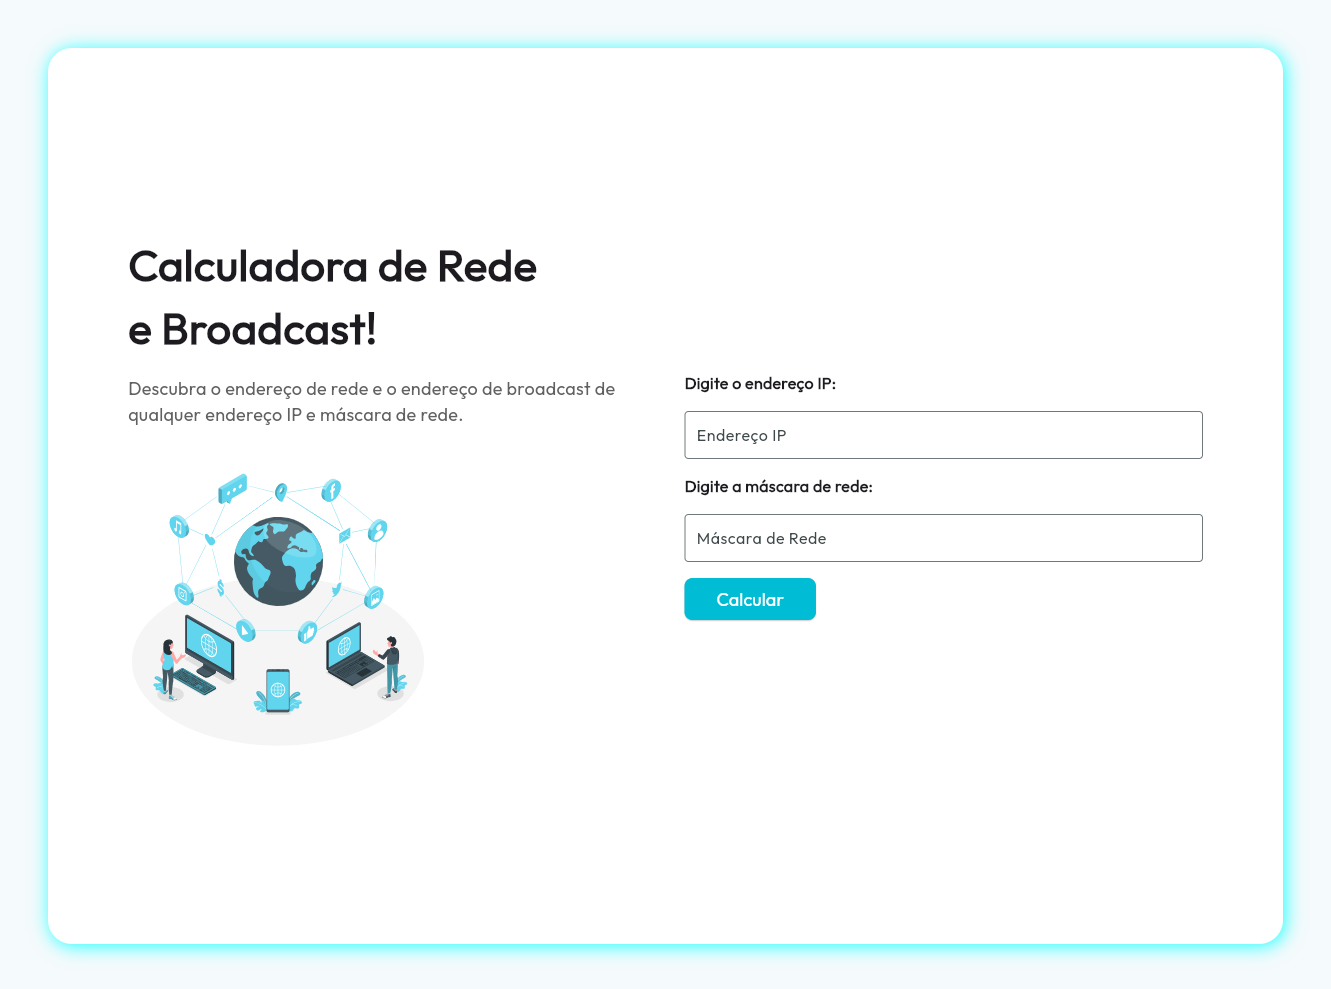 Calculadora de Rede
e Broadcast!
Descubra o endereço de rede e o endereço de broadcast de
qualquer endereço IP e máscara de rede.
Digite o endereço IP:
Endereço IP
Digite a máscara de rede:
Máscara de Rede
Calcular